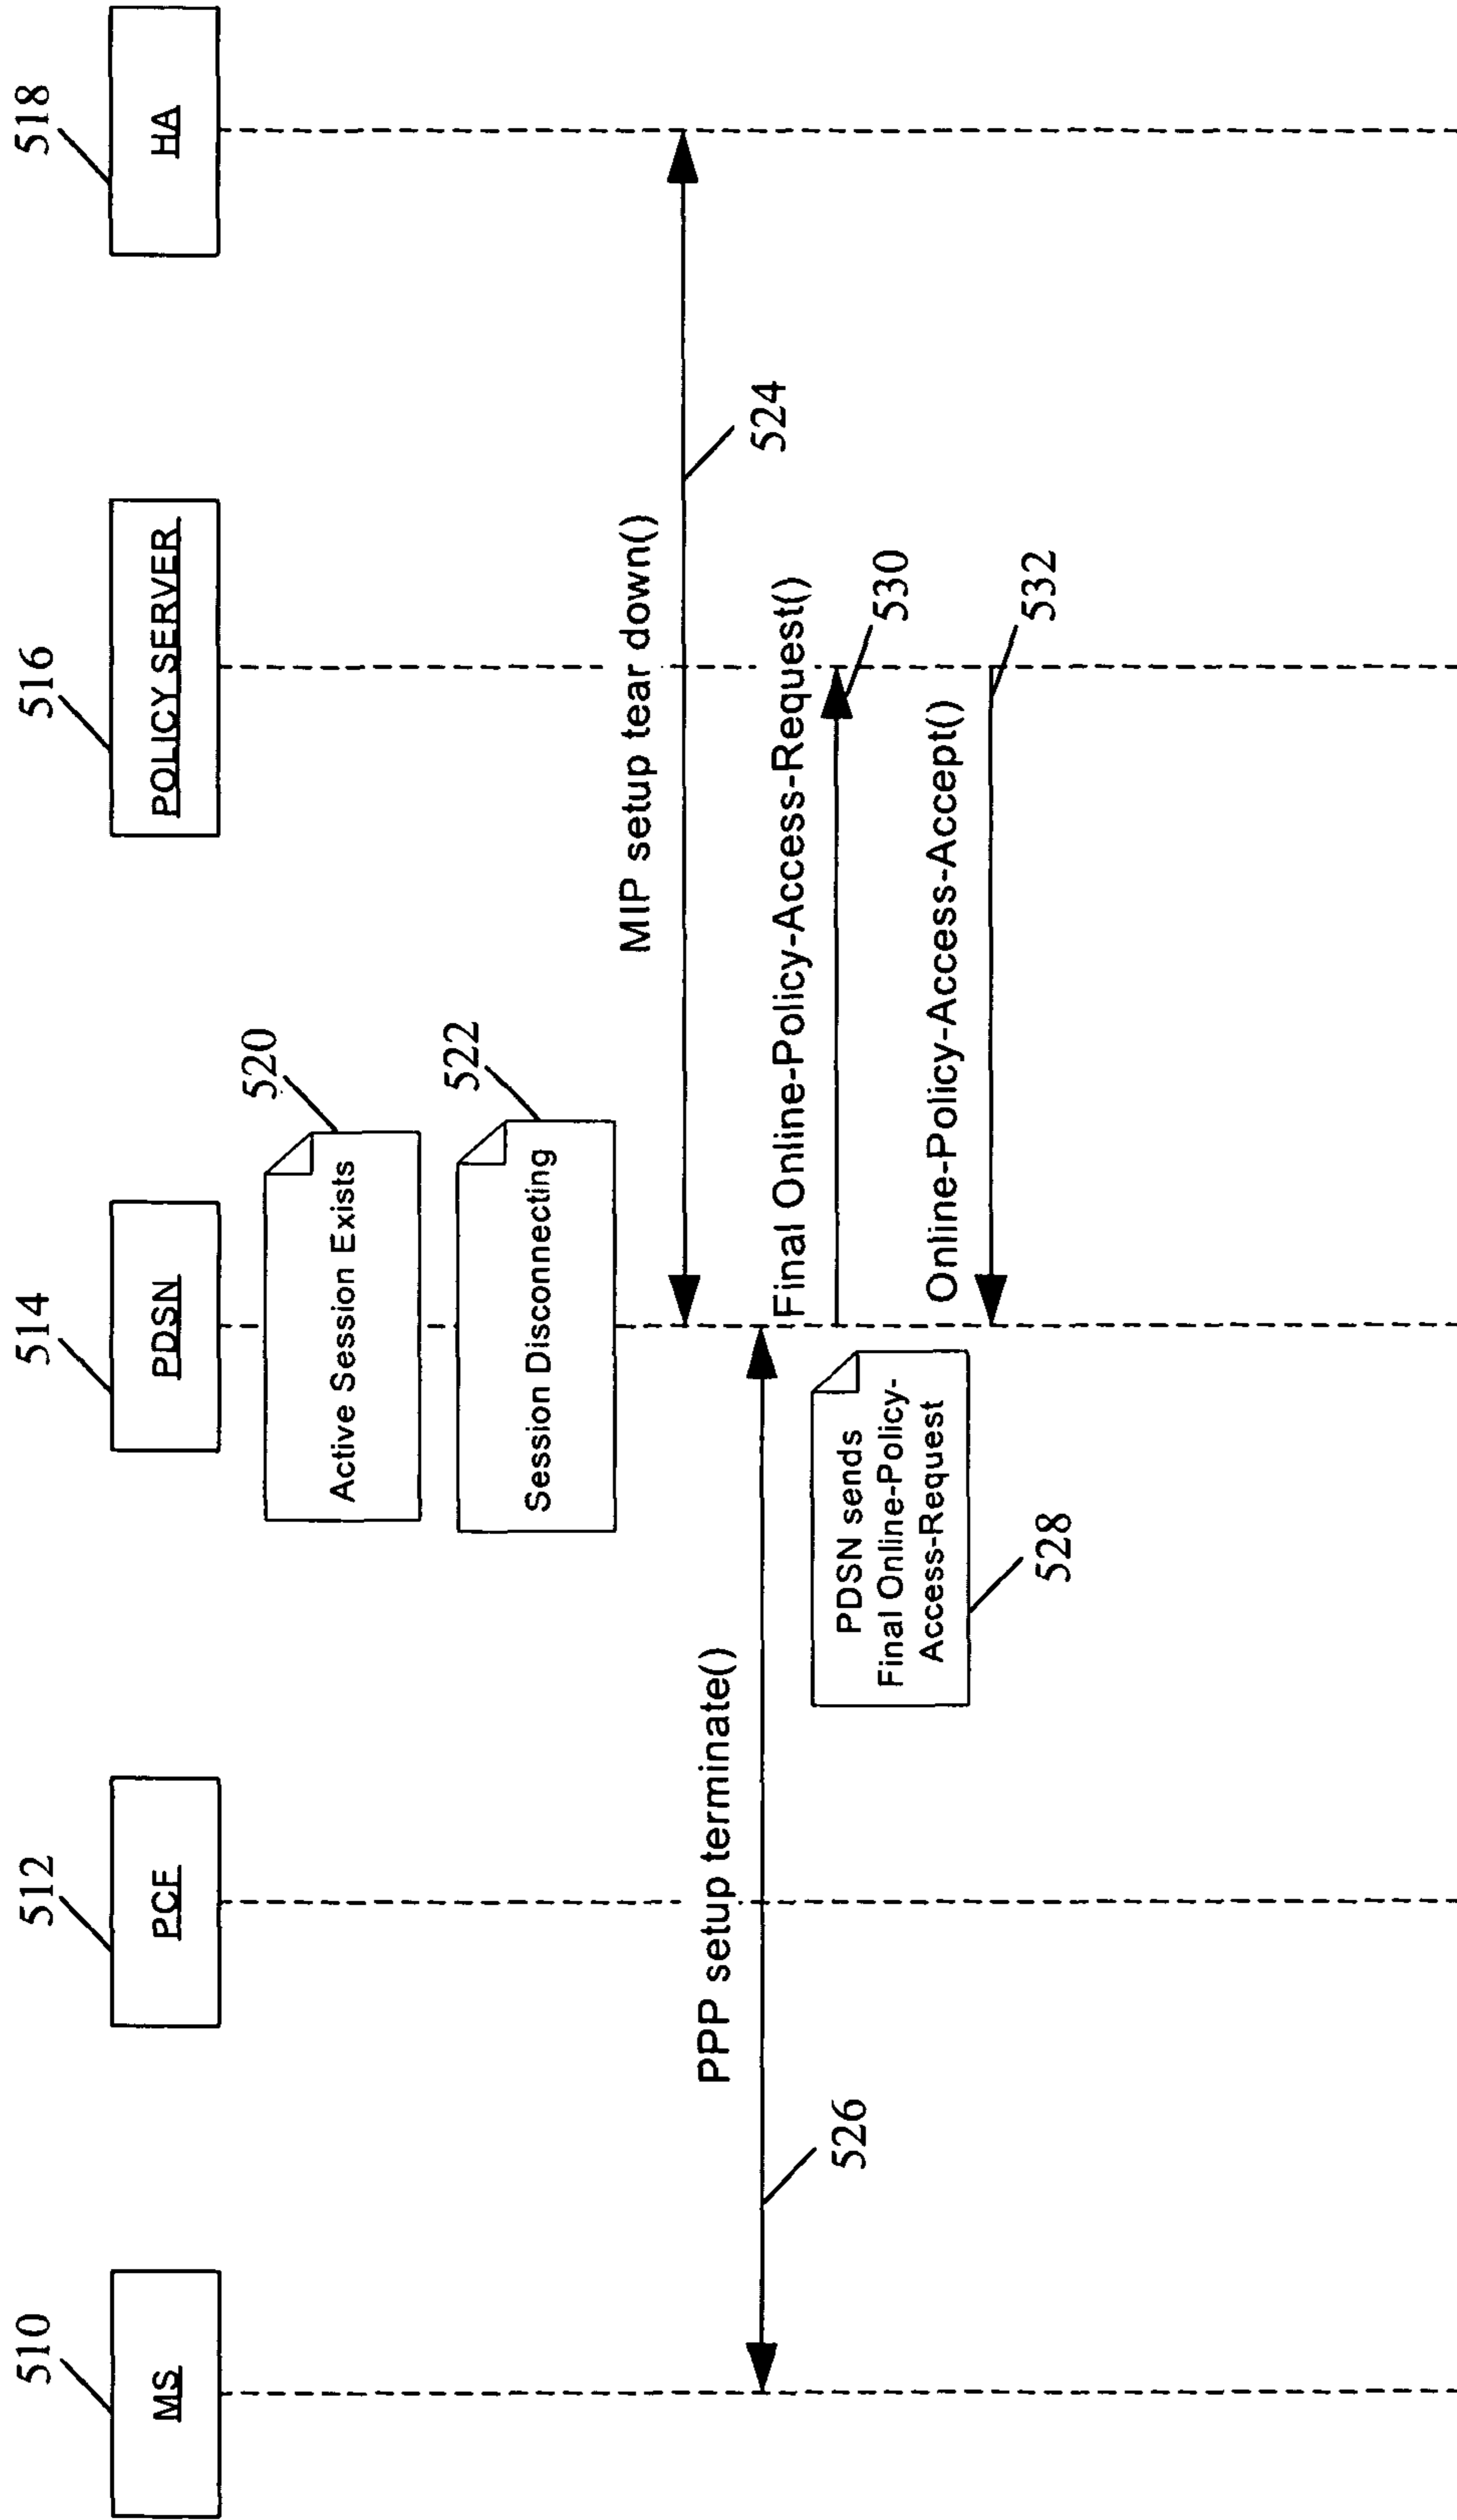 510
512
514
516
518
MS
PCF
PDSN
POLICY SERVER
HA
520
Active Session Exists
522
Session Disconnecting
MIP setup tear down()
524
PPP setup terminate()
526
Final Online-Policy-Access-Request()
530
PDSN sends
Final Online-Policy-
Access-Request
528
Online-Policy-Access-Accept()
532